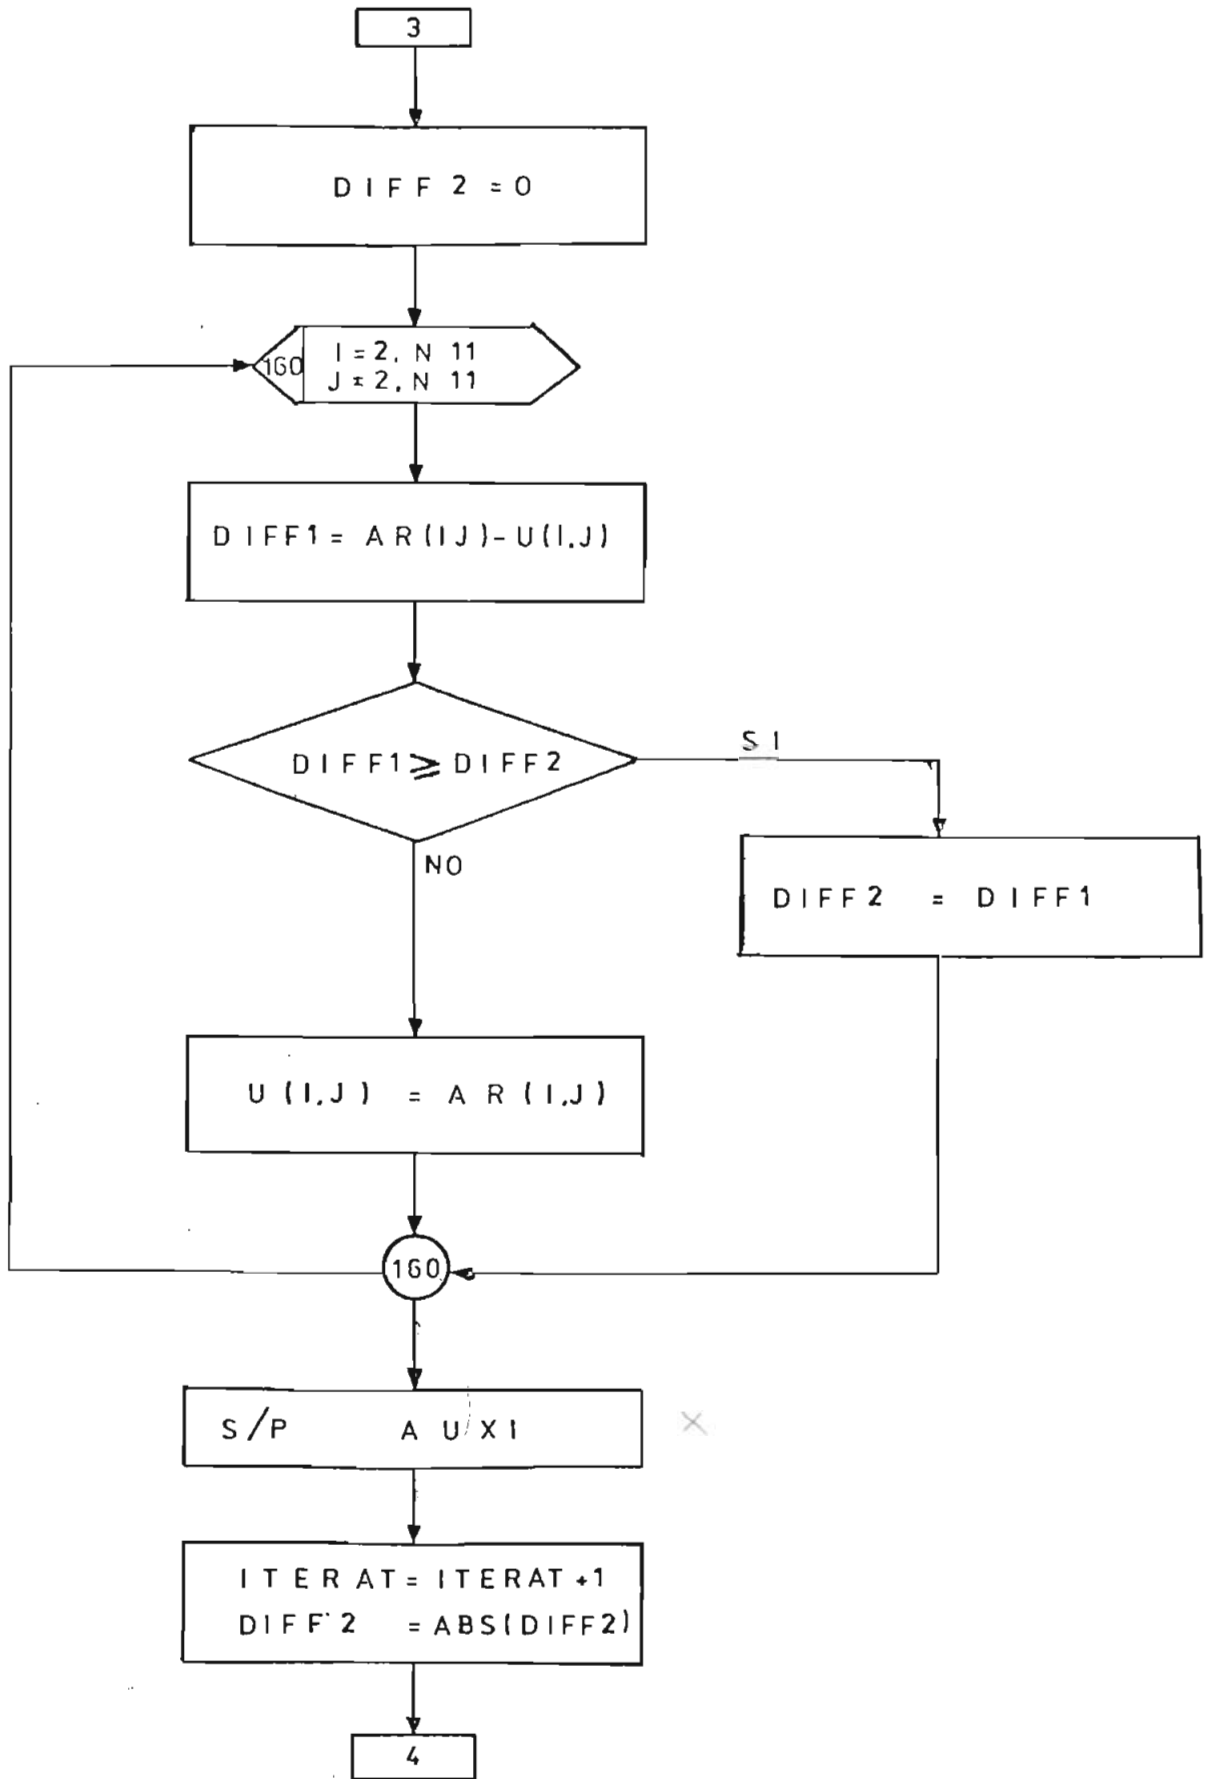 3
DIFF 2 = 0
160
I = 2, N 11
J = 2, N 11
DIFF1 = AR(IJ) - U(I,J)
DIFF1 ⩾ DIFF2
SI
NO
DIFF2 = DIFF1
U(I,J) = AR(I,J)
160
S/P AUXI
ITERAT = ITERAT +1
DIFF 2 = ABS(DIFF2)
4